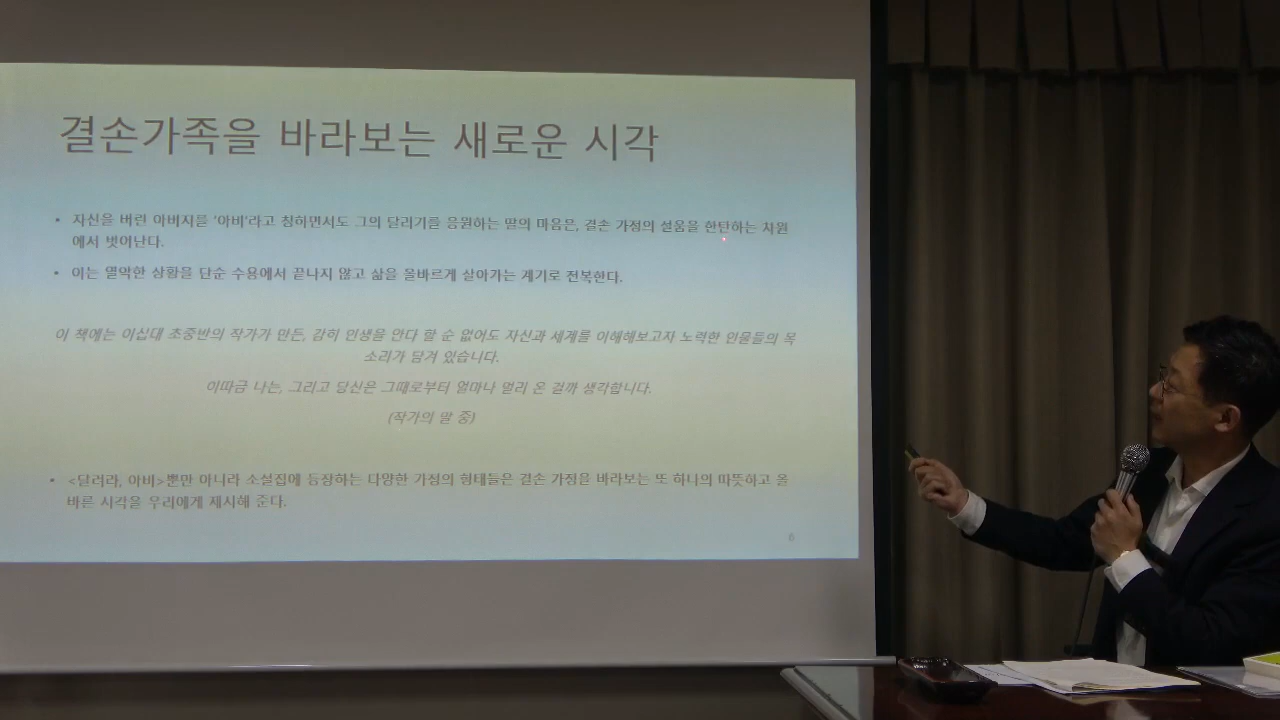 결손가족을 바라보는 새로운 시각
• 자신을 버린 아버지를 '아비'라고 칭하면서도 그의 달리기를 응원하는 딸의 마음은, 결손 가정의 설움을 한탄하는 차원
에서 벗어난다.
• 이는 열악한 상황을 단순 수용에서 끝나지 않고 삶을 올바르게 살아가는 계기로 전복한다.
이 책에는 이십대 초중반의 작가가 만든, 감히 인생을 안다 할 순 없어도 자신과 세계를 이해해보고자 노력한 인물들의 목
소리가 담겨 있습니다.
이따금 나는, 그리고 당신은 그때로부터 얼마나 멀리 온 걸까 생각합니다.
(작가의 말 중)
• <달려라, 아비>뿐만 아니라 소설집에 등장하는 다양한 가정의 형태들은 결손 가정을 바라보는 또 하나의 따뜻하고 올
바른 시각을 우리에게 제시해 준다.
6